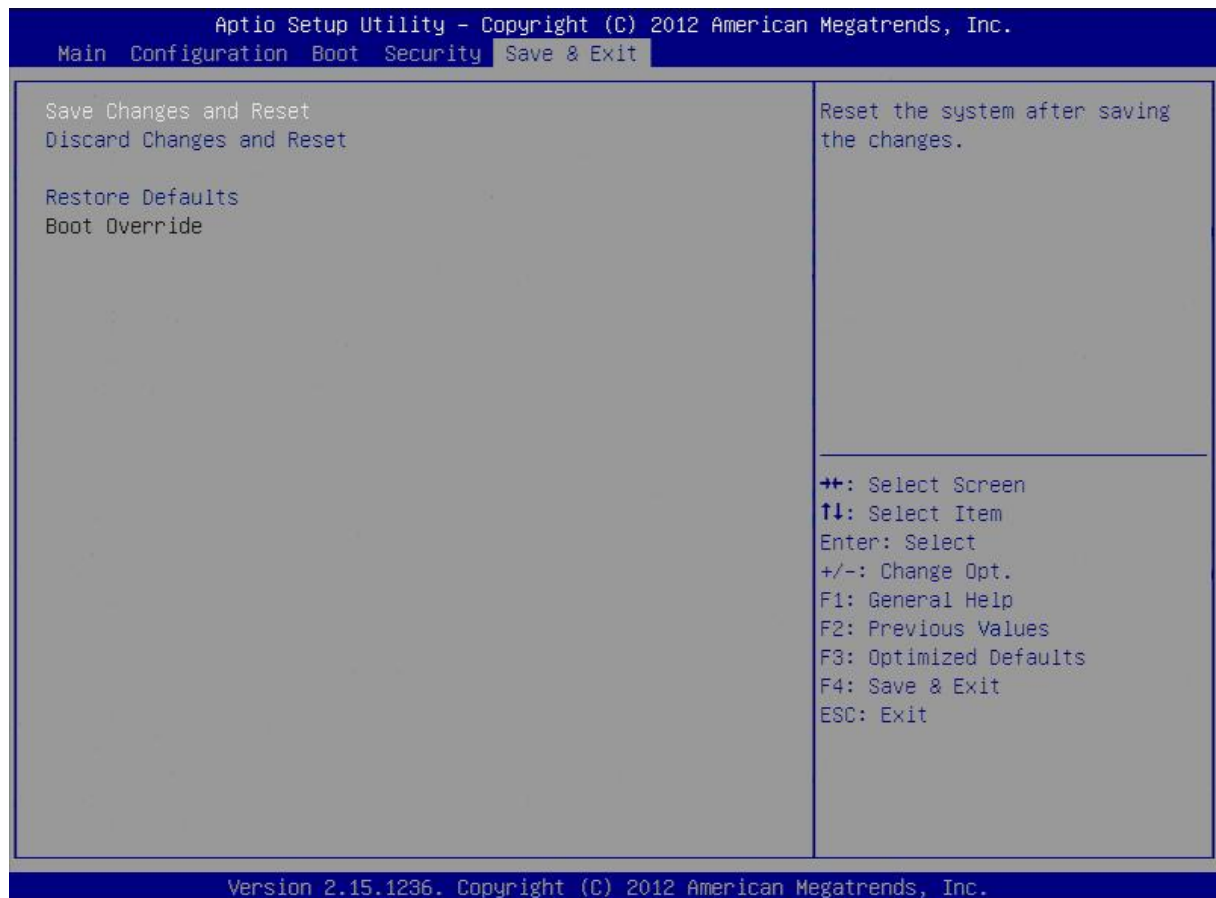 Aptio Setup Utility – Copyright (C) 2012 American Megatrends, Inc.
Main Configuration Boot Security Save & Exit
Save Changes and Reset
Discard Changes and Reset
Restore Defaults
Boot Override
Reset the system after saving
the changes.
→←: Select Screen
↑↓: Select Item
Enter: Select
+/-: Change Opt.
F1: General Help
F2: Previous Values
F3: Optimized Defaults
F4: Save & Exit
ESC: Exit
Version 2.15.1236. Copyright (C) 2012 American Megatrends, Inc.